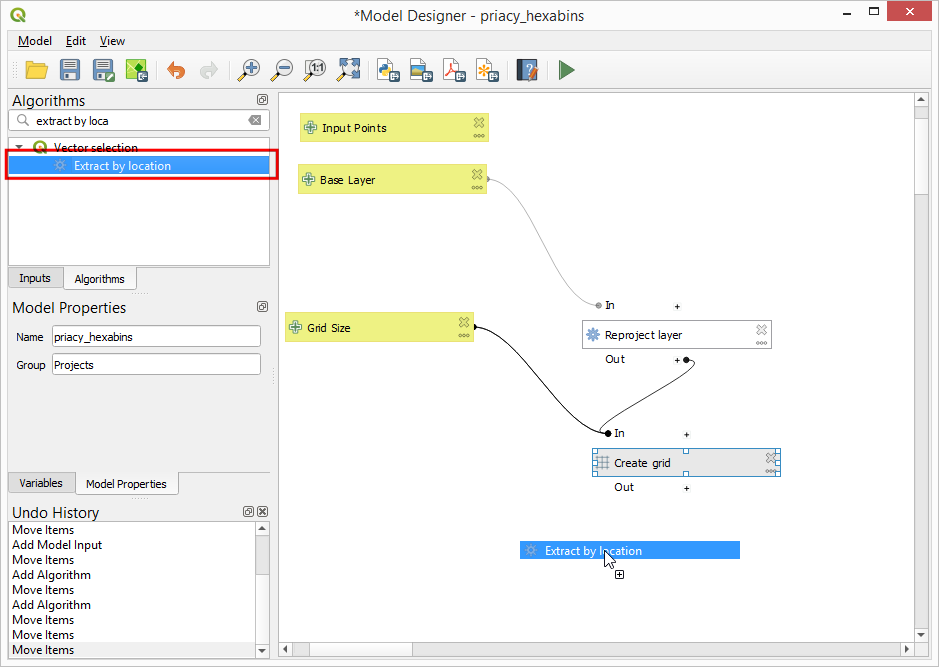 *Model Designer - priacy_hexabins
Model Edit View
1:1
Algorithms
extract by loca
Vector selection
Extract by location
Inputs Algorithms
Model Properties
Name priacy_hexabins
Group Projects
Variables Model Properties
Undo History
Move Items
Add Model Input
Move Items
Add Algorithm
Move Items
Add Algorithm
Move Items
Move Items
Move Items
Input Points
Base Layer
In
Grid Size
Reproject layer
Out
In
Create grid
Out
Extract by location